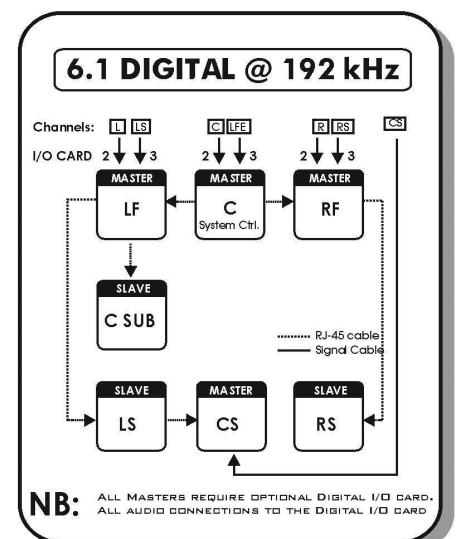 6.1 DIGITAL @ 192 kHz
Channels: L LS C LFE R RS CS
I/O CARD 2 3 2 3 2 3
MASTER MASTER MASTER
LF C RF
System Ctrl.
SLAVE
C SUB
RJ-45 cable
Signal Cable
SLAVE MASTER SLAVE
LS CS RS
NB: ALL MASTERS REQUIRE OPTIONAL DIGITAL I/O CARD.
ALL AUDIO CONNECTIONS TO THE DIGITAL I/O CARD